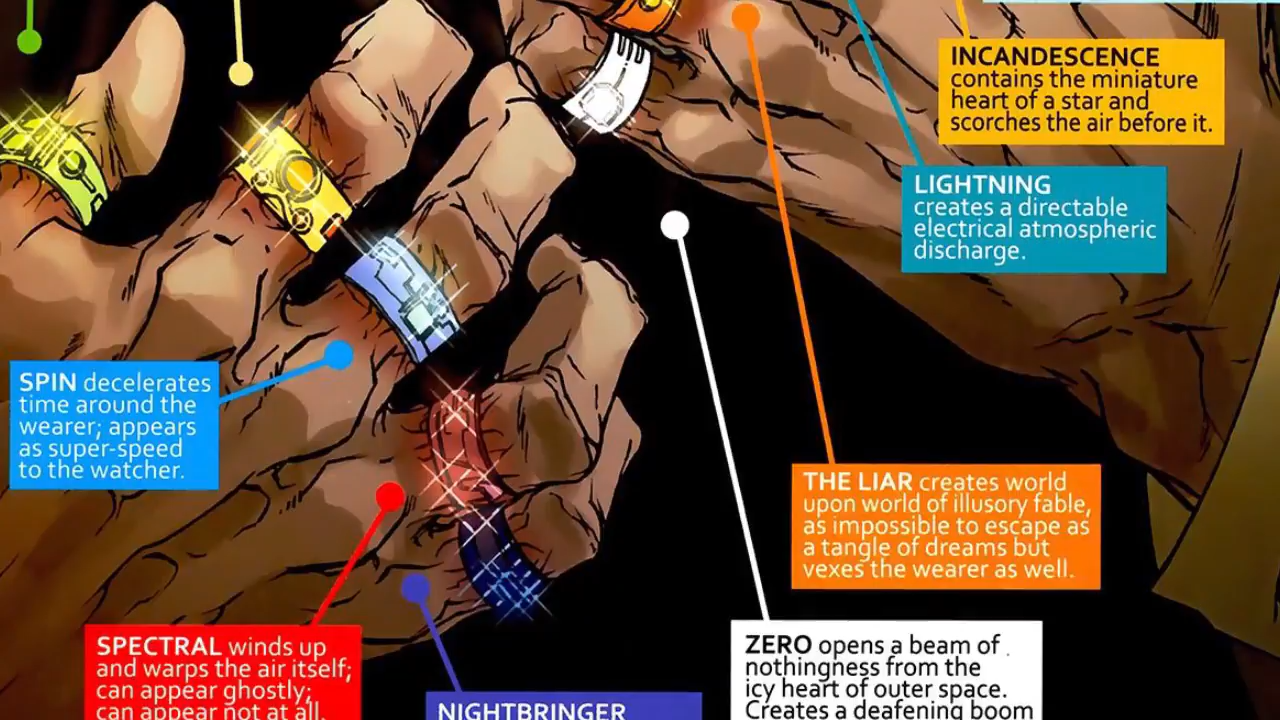 INCANDESCENCE
contains the miniature
heart of a star and
scorches the air before it.
LIGHTNING
creates a directable
electrical atmospheric
discharge.
SPIN decelerates
time around the
wearer; appears
as super-speed
to the watcher.
THE LIAR creates world
upon world of illusory fable,
as impossible to escape as
a tangle of dreams but
vexes the wearer as well.
SPECTRAL winds up
and warps the air itself;
can appear ghostly;
can appear not at all.
NIGHTBRINGER
ZERO opens a beam of
nothingness from the
icy heart of outer space.
Creates a deafening boom